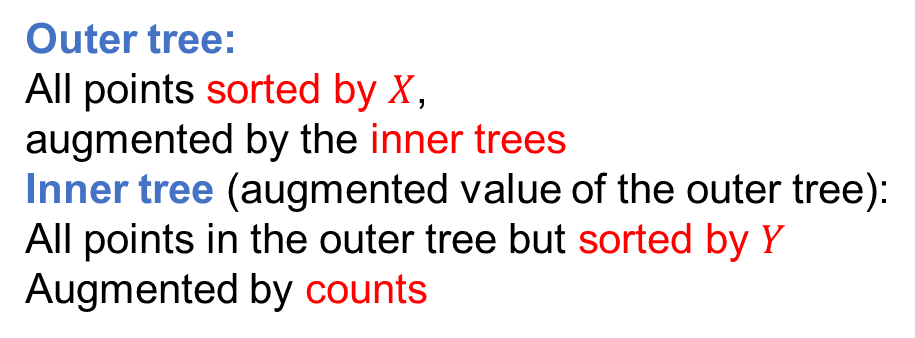 Outer tree:
All points sorted by X,
augmented by the inner trees
Inner tree (augmented value of the outer tree):
All points in the outer tree but sorted by Y
Augmented by counts